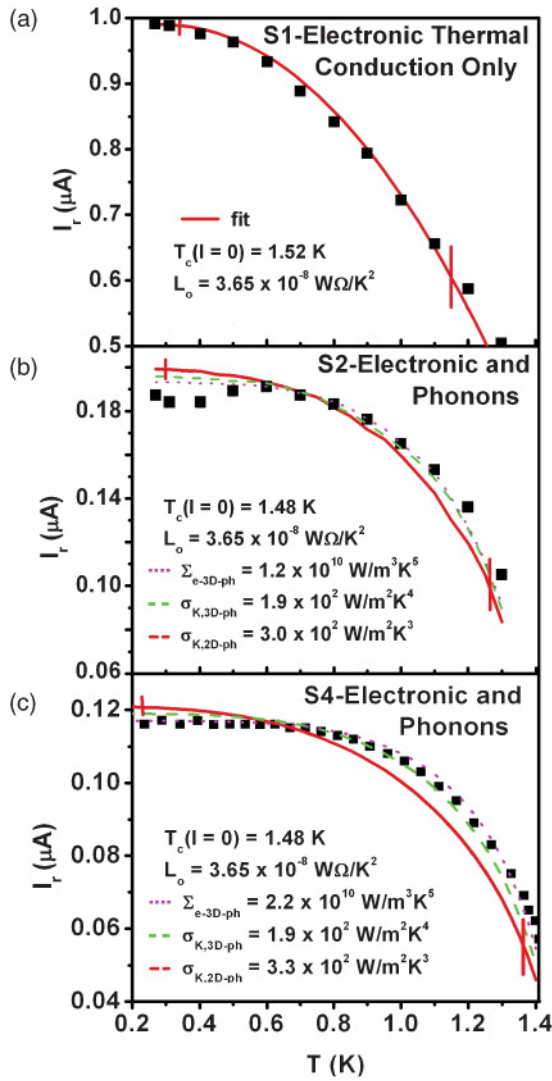 (a)
S1-Electronic Thermal
Conduction Only
1.0
0.9
0.8
0.7
0.6
0.5
I_r (μA)
fit
T_c(I = 0) = 1.52 K
L_o = 3.65 x 10^-8 WΩ/K^2
(b)
S2-Electronic and
Phonons
0.18
0.14
0.10
0.06
I_r (μA)
T_c(I = 0) = 1.48 K
L_o = 3.65 x 10^-8 WΩ/K^2
Σ_e-3D-ph = 1.2 x 10^10 W/m^3K^5
σ_K,3D-ph = 1.9 x 10^2 W/m^2K^4
σ_K,2D-ph = 3.0 x 10^2 W/m^2K^3
(c)
S4-Electronic and
Phonons
0.12
0.10
0.08
0.06
0.04
I_r (μA)
T_c(I = 0) = 1.48 K
L_o = 3.65 x 10^-8 WΩ/K^2
Σ_e-3D-ph = 2.2 x 10^10 W/m^3K^5
σ_K,3D-ph = 1.9 x 10^2 W/m^2K^4
σ_K,2D-ph = 3.3 x 10^2 W/m^2K^3
0.2 0.4 0.6 0.8 1.0 1.2 1.4
T (K)